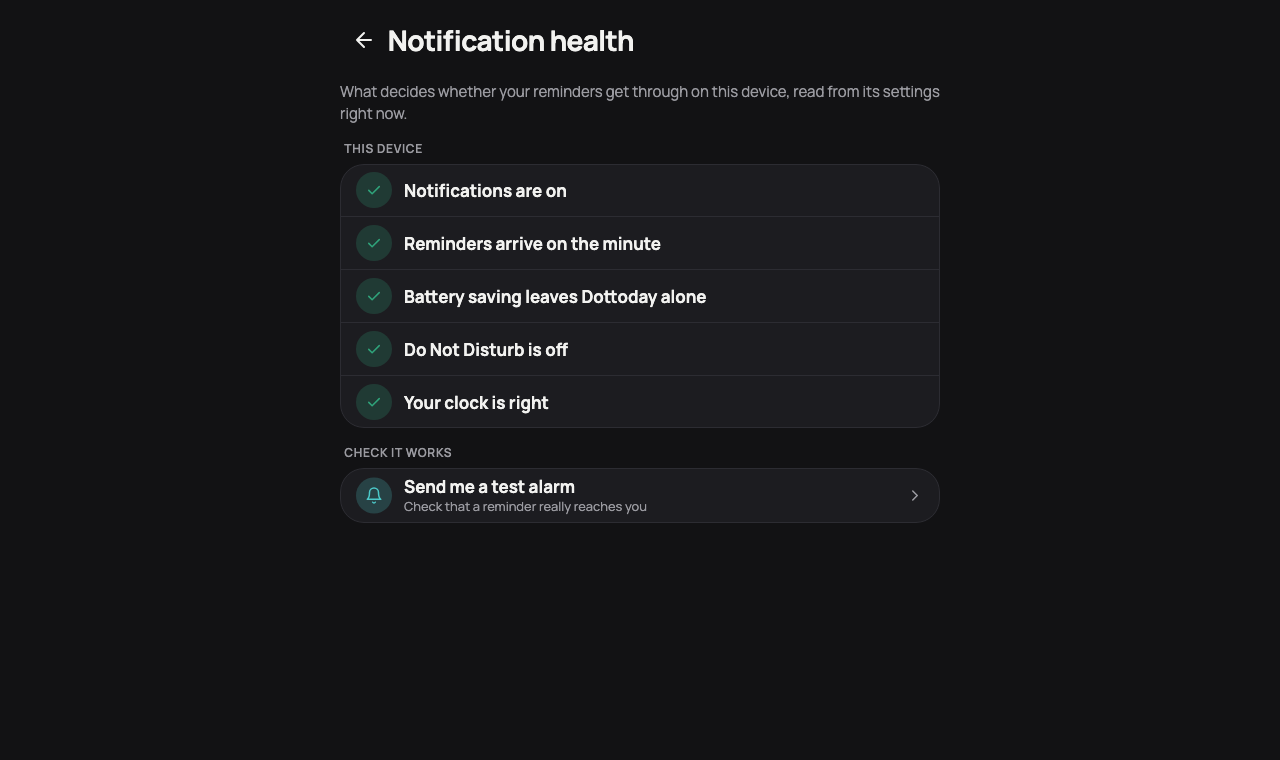 Notification health
What decides whether your reminders get through on this device, read from its settings
right now.
THIS DEVICE
Notifications are on
Reminders arrive on the minute
Battery saving leaves Dottoday alone
Do Not Disturb is off
Your clock is right
CHECK IT WORKS
Send me a test alarm
Check that a reminder really reaches you